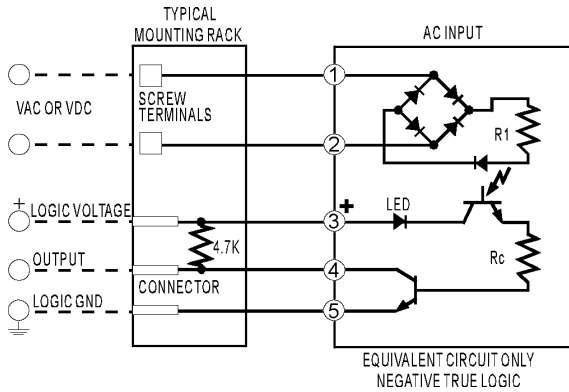 TYPICAL
MOUNTING RACK
AC INPUT
1
VAC OR VDC
SCREW
TERMINALS
R1
2
+
LOGIC VOLTAGE
+
3
LED
4.7K
OUTPUT
4
Rc
CONNECTOR
LOGIC GND
5
EQUIVALENT CIRCUIT ONLY
NEGATIVE TRUE LOGIC